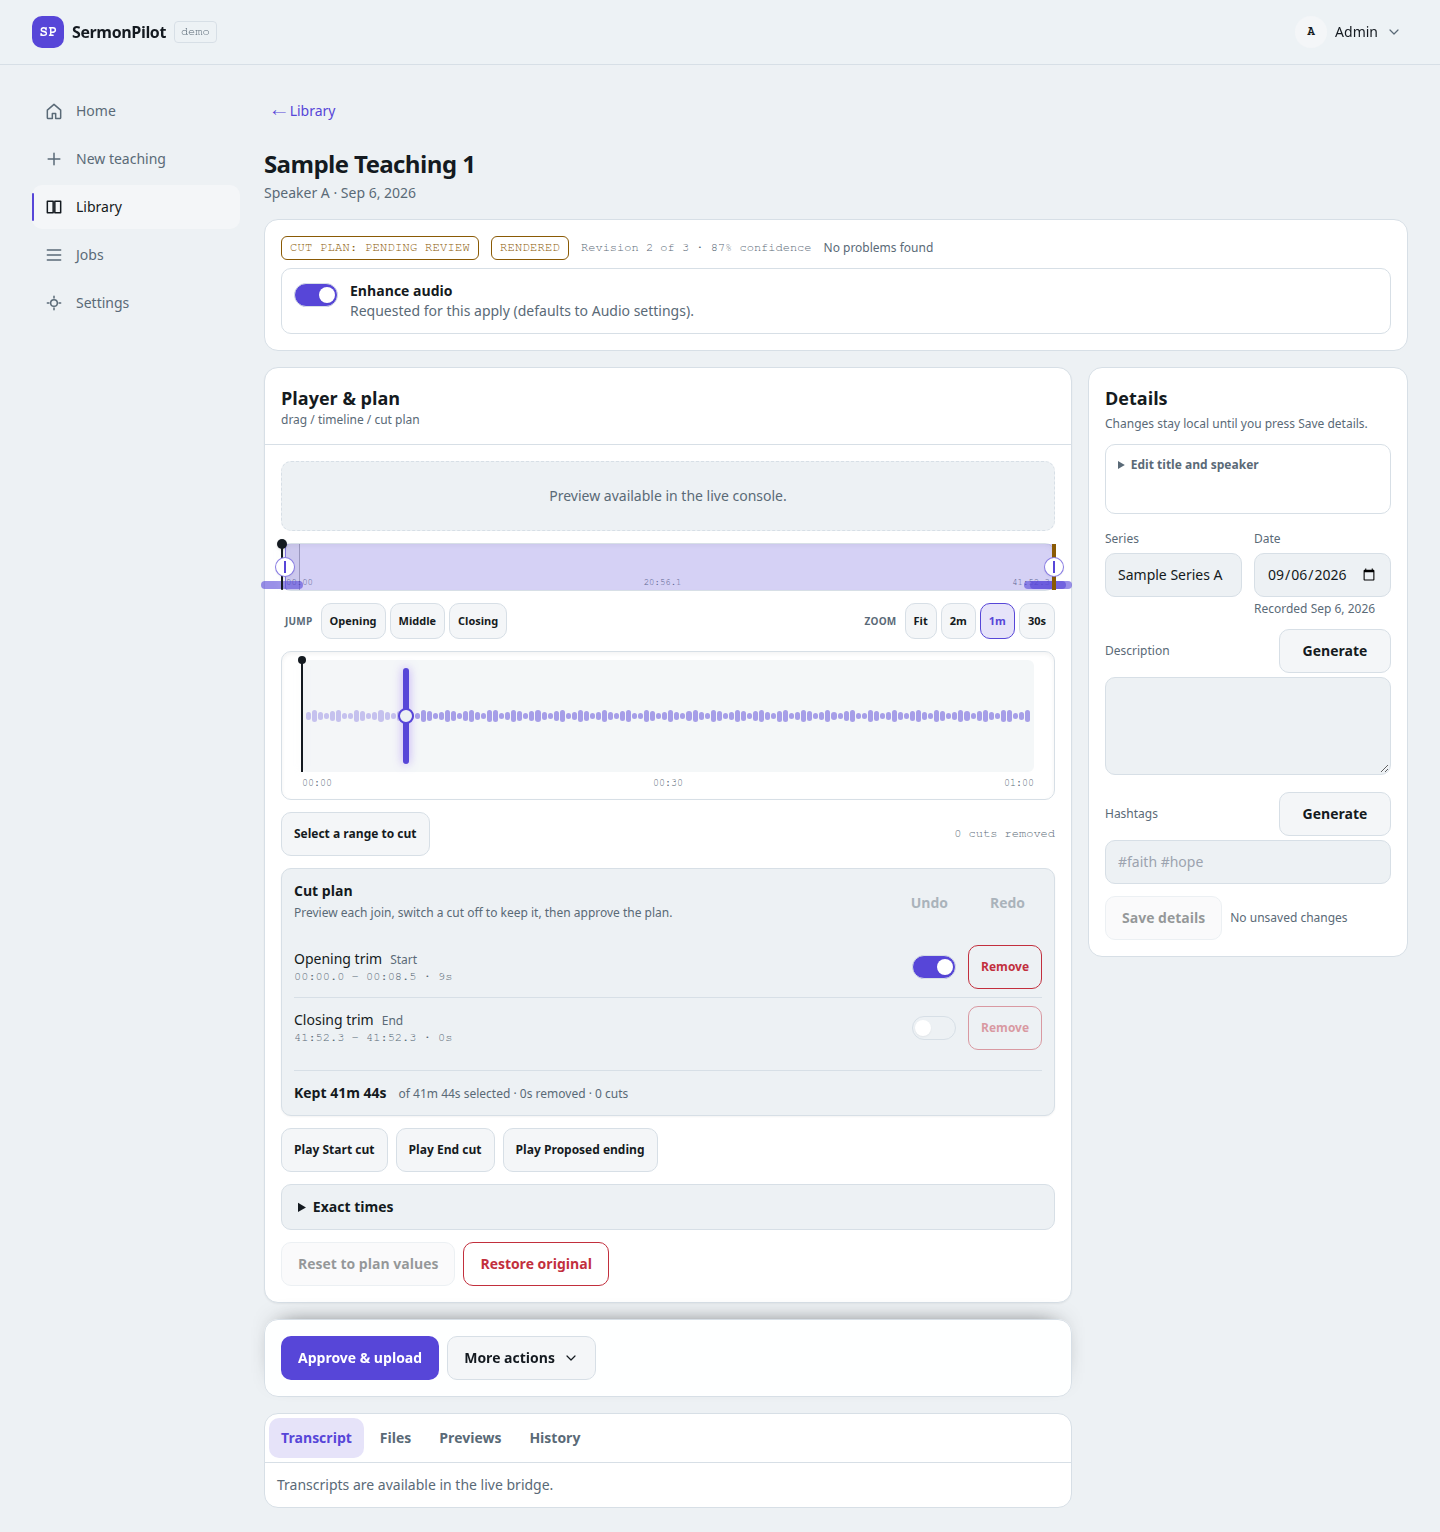 SP SermonPilot demo
A Admin
Home
New teaching
Library
Jobs
Settings
← Library
Sample Teaching 1
Speaker A · Sep 6, 2026
CUT PLAN: PENDING REVIEW RENDERED Revision 2 of 3 · 87% confidence No problems found
Enhance audio
Requested for this apply (defaults to Audio settings).
Player & plan
drag / timeline / cut plan
Preview available in the live console.
20:56.1
JUMP Opening Middle Closing ZOOM Fit 2m 1m 30s
00:00 00:30 01:00
Select a range to cut 0 cuts removed
Cut plan
Preview each join, switch a cut off to keep it, then approve the plan.
Undo Redo
Opening trim Start
00:00.0 – 00:08.5 · 9s
Remove
Closing trim End
41:52.3 – 41:52.3 · 0s
Remove
Kept 41m 44s of 41m 44s selected · 0s removed · 0 cuts
Play Start cut Play End cut Play Proposed ending
Exact times
Reset to plan values Restore original
Approve & upload More actions
Transcript Files Previews History
Transcripts are available in the live bridge.
Details
Changes stay local until you press Save details.
Edit title and speaker
Series Date
Sample Series A 09/06/2026
Recorded Sep 6, 2026
Description Generate
Hashtags Generate
#faith #hope
Save details No unsaved changes